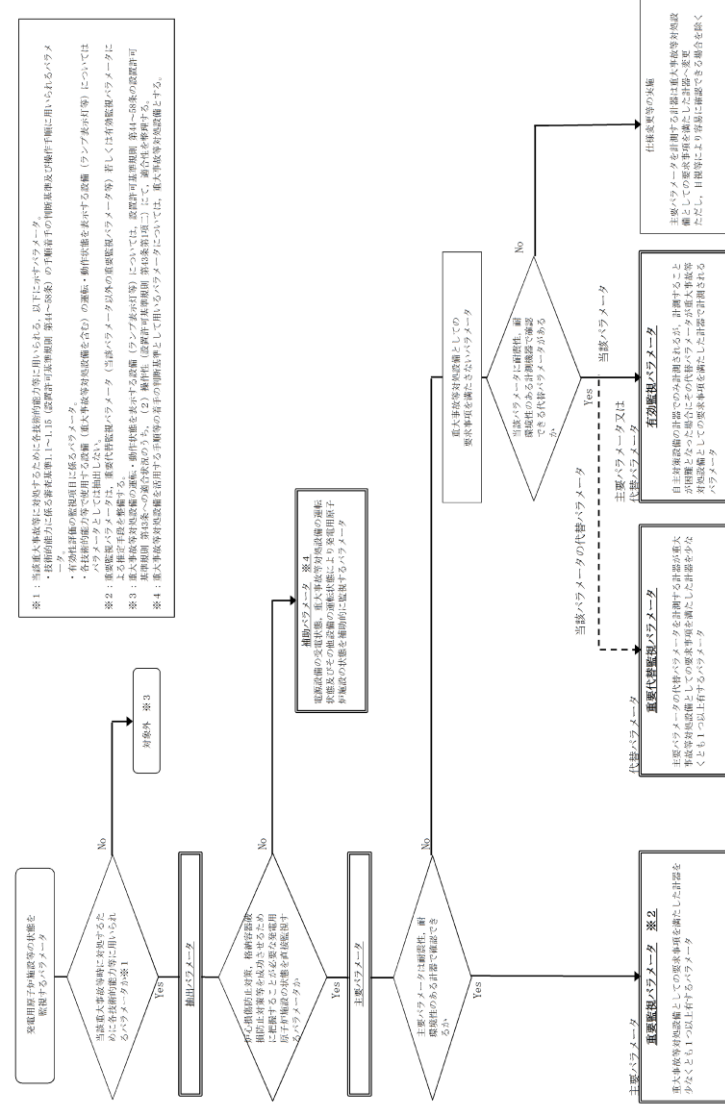 発電用原子炉施設等の状態を
監視するパラメータ
当該重大事故等時に対処するた
めに各技術的能力等に用いられ
るパラメータか※1
No
対象外 ※3
Yes
抽出パラメータ
炉心損傷防止対策、格納容器破
損防止対策等を成功させるため
に把握することが必要な発電用
原子炉施設の状態を直接監視す
るパラメータか
No
補助パラメータ ※4
電源設備の受電状態、重大事故等対処設備の運転
状態及びその他設備の運転状態により発電用原子
炉施設の状態を補助的に監視するパラメータ
Yes
主要パラメータ
主要パラメータは耐震性、耐
環境性のある計器で確認でき
るか
No
Yes
重大事故等対処設備としての
要求事項を満たさないパラメータ
当該パラメータに耐震性、耐
環境性のある計測機器で確認
できる代替パラメータがある
か
No
Yes
当該パラメータ
当該パラメータの代替パラメータ
主要パラメータ
重要監視パラメータ ※2
重大事故等対処設備としての要求事項を満たした計器を
少なくとも1つ以上有するパラメータ
代替パラメータ
重要代替監視パラメータ
主要パラメータの代替パラメータを計測する計器が重大
事故等対処設備としての要求事項を満たした計器を少な
くとも1つ以上有するパラメータ
主要パラメータ又は
代替パラメータ
有効監視パラメータ
自主対策設備の計器でのみ計測されるが、計測すること
が困難となった場合にその代替パラメータが重大事故等
対処設備としての要求事項を満たした計器で計測される
パラメータ
仕様変更等の実施
主要パラメータを計測する計器は重大事故等対処設
備としての要求事項を満たした計器へ変更
ただし、目視等により容易に確認できる場合を除く
※1：当該重大事故等に対処するために各技術的能力等に用いられる、以下に示すパラメータ。
・技術的能力に係る審査基準1.1～1.15（設置許可基準規則 第44～58条）の手順着手の判断基準及び操作手順に用いられるパラメ
ータ。
・有効性評価の監視項目に係るパラメータ。
・各技術的能力等で使用する設備（重大事故等対処設備を含む）の運転・動作状態を表示する設備（ランプ表示灯等）については
パラメータとしては抽出しない。
※2：重要監視パラメータは、重要代替監視パラメータ（当該パラメータ以外の重要監視パラメータ等）若しくは有効監視パラメータに
よる推定手段を整備する。
※3：重大事故等対処設備の運転・動作状態を表示する設備（ランプ表示灯等）については、設置許可基準規則 第44～58条の設置許可
基準規則 第43条への適合状況のうち、（2）操作性（設置許可基準規則 第43条第1項二）にて、適合性を整理する。
※4：重大事故等対処設備を活用する手順等の着手の判断基準として用いるパラメータについては、重大事故等対処設備とする。